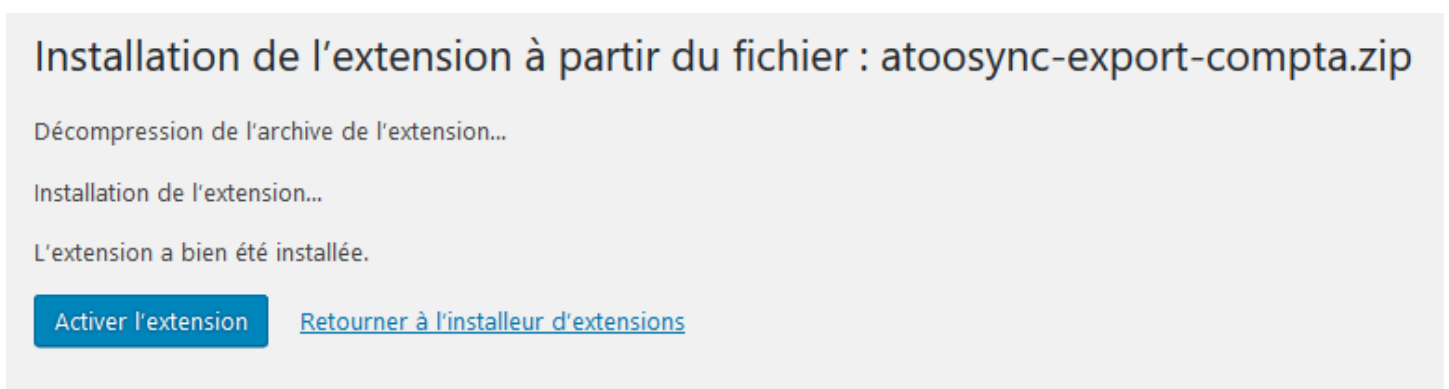 Installation de l'extension à partir du fichier : atoosync-export-compta.zip
Décompression de l'archive de l'extension...
Installation de l'extension...
L'extension a bien été installée.
Activer l'extension Retourner à l'installeur d'extensions